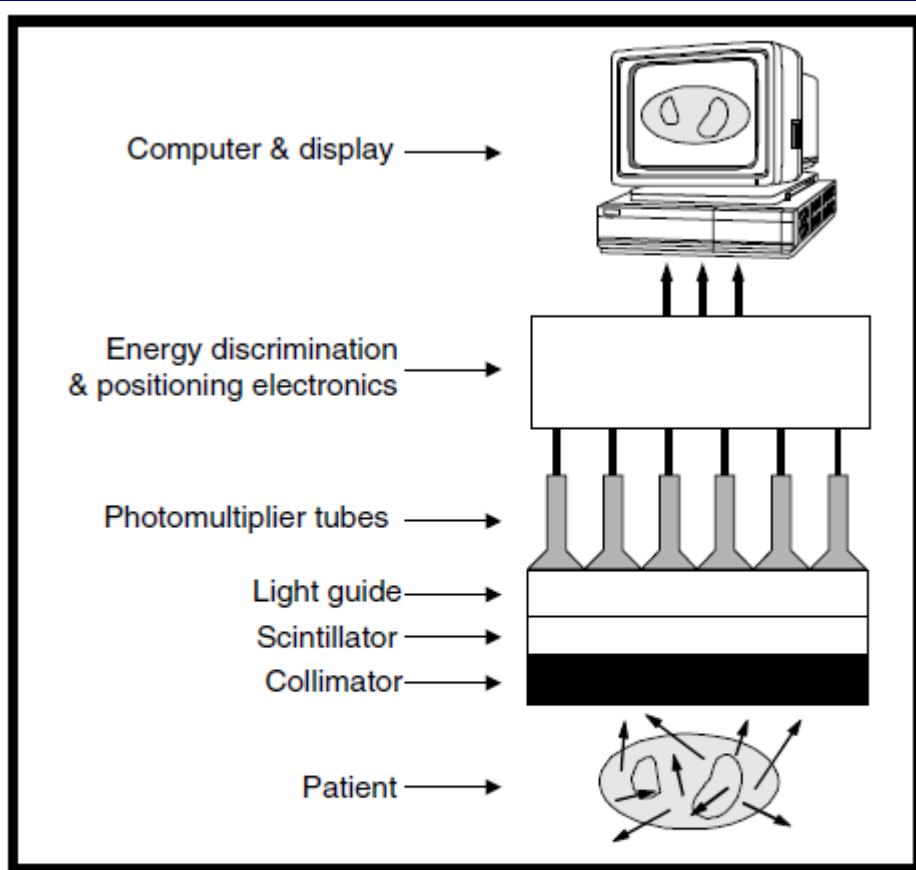 Computer & display
Energy discrimination
& positioning electronics
Photomultiplier tubes
Light guide
Scintillator
Collimator
Patient